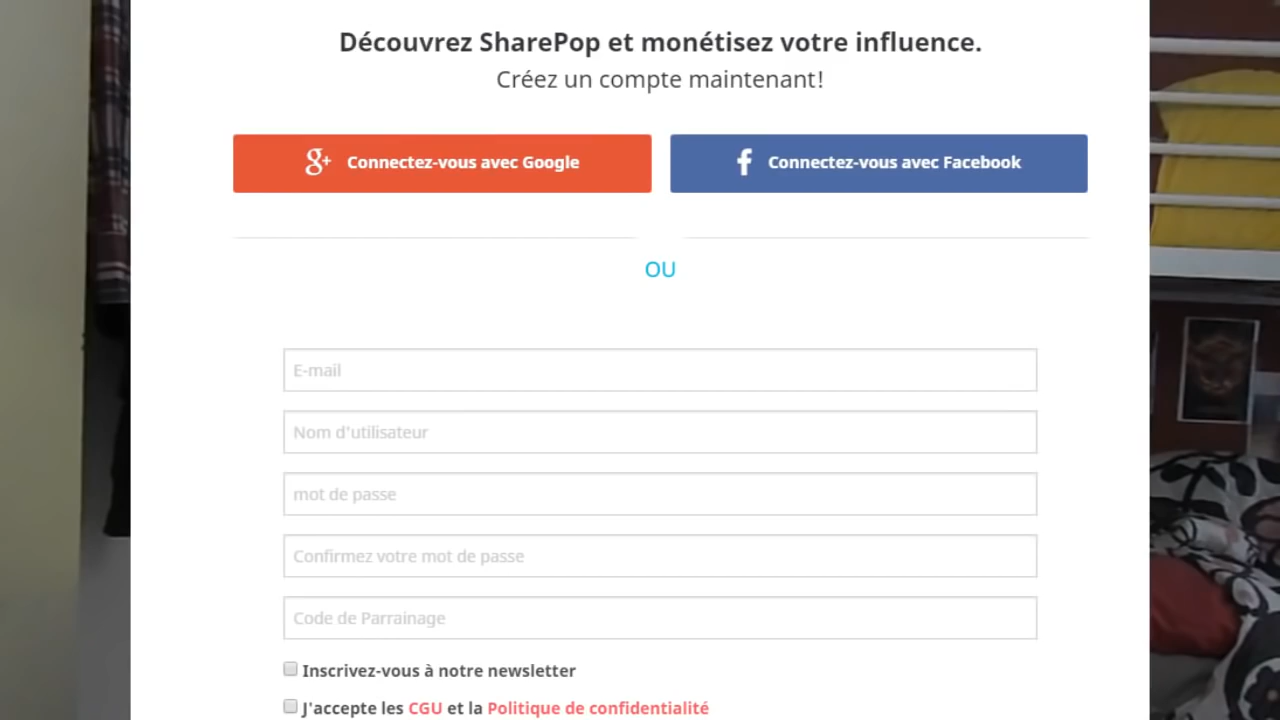 Découvrez SharePop et monétisez votre influence.
Créez un compte maintenant!
g+ Connectez-vous avec Google
f Connectez-vous avec Facebook
OU
E-mail
Nom d'utilisateur
mot de passe
Confirmez votre mot de passe
Code de Parrainage
Inscrivez-vous à notre newsletter
J'accepte les CGU et la Politique de confidentialité